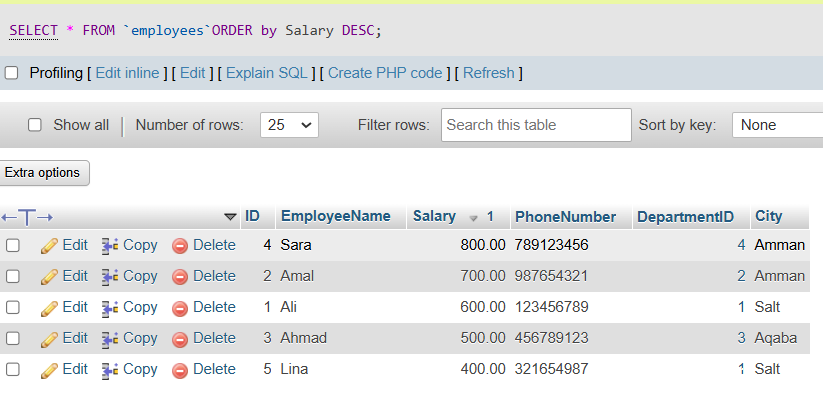 SELECT * FROM `employees`ORDER by Salary DESC;
Profiling [ Edit inline ] [ Edit ] [ Explain SQL ] [ Create PHP code ] [ Refresh ]
Show all Number of rows: 25 Filter rows: Search this table Sort by key: None
Extra options
←T→ ID EmployeeName Salary 1 PhoneNumber DepartmentID City
Edit Copy Delete 4 Sara 800.00 789123456 4 Amman
Edit Copy Delete 2 Amal 700.00 987654321 2 Amman
Edit Copy Delete 1 Ali 600.00 123456789 1 Salt
Edit Copy Delete 3 Ahmad 500.00 456789123 3 Aqaba
Edit Copy Delete 5 Lina 400.00 321654987 1 Salt